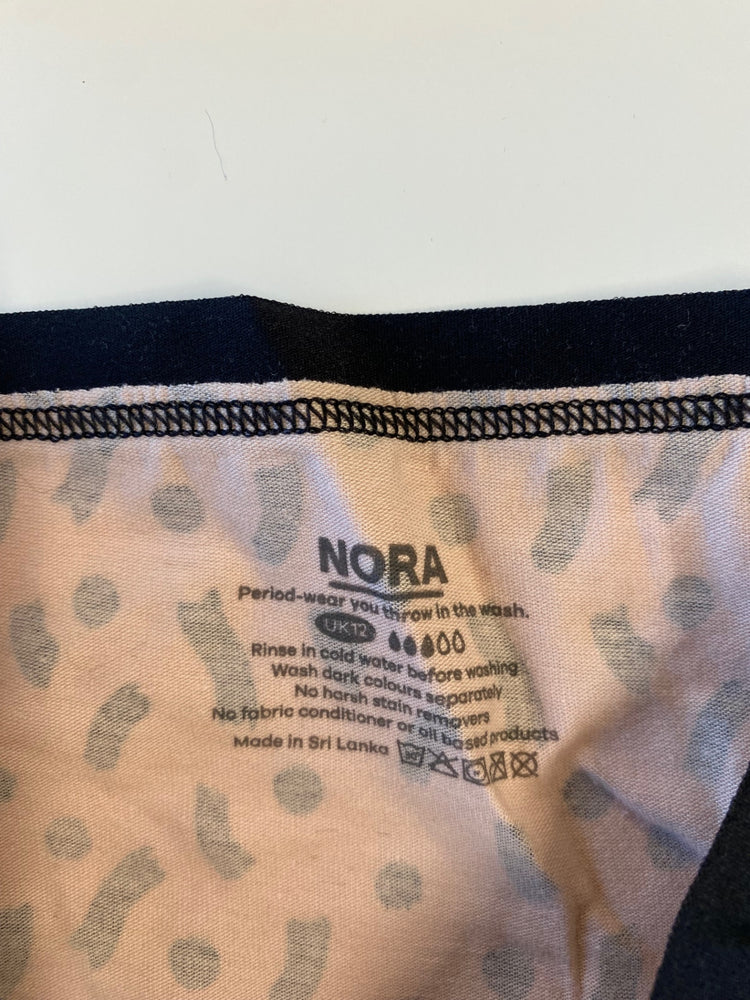 NORA
Period-wear you throw in the wash.
UK12
Rinse in cold water before washing
Wash dark colours separately
No harsh stain removers
No fabric conditioner or oil based products
Made in Sri Lanka